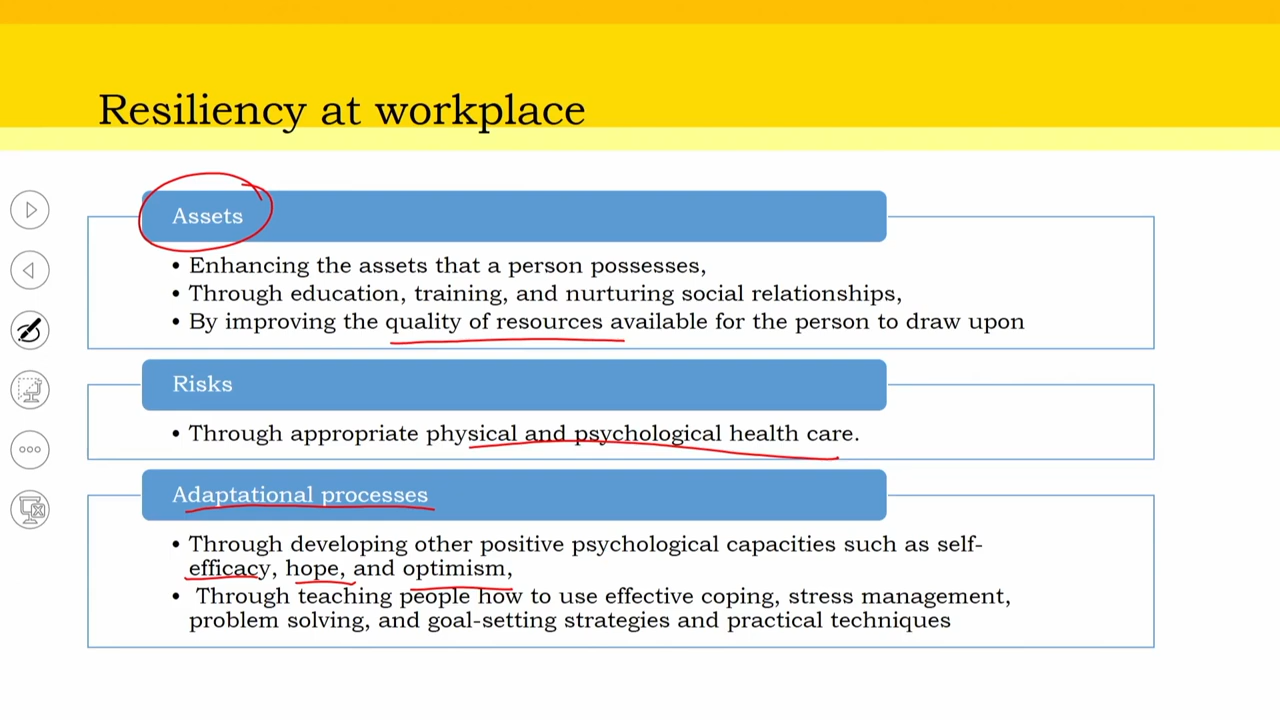 Resiliency at workplace
Assets
• Enhancing the assets that a person possesses,
• Through education, training, and nurturing social relationships,
• By improving the quality of resources available for the person to draw upon
Risks
• Through appropriate physical and psychological health care.
Adaptational processes
• Through developing other positive psychological capacities such as self-
efficacy, hope, and optimism,
• Through teaching people how to use effective coping, stress management,
problem solving, and goal-setting strategies and practical techniques